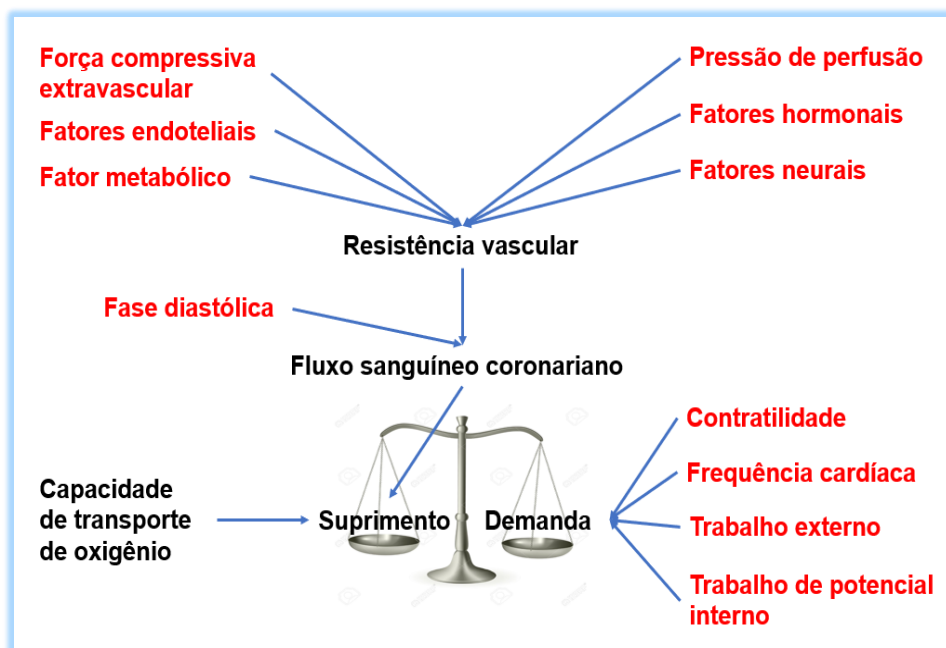 Força compressiva
extravascular
Fatores endoteliais
Fator metabólico
Pressão de perfusão
Fatores hormonais
Fatores neurais
Resistência vascular
Fase diastólica
Fluxo sanguíneo coronariano
Capacidade
de transporte
de oxigênio
Suprimento
Demanda
Contratilidade
Frequência cardíaca
Trabalho externo
Trabalho de potencial
interno